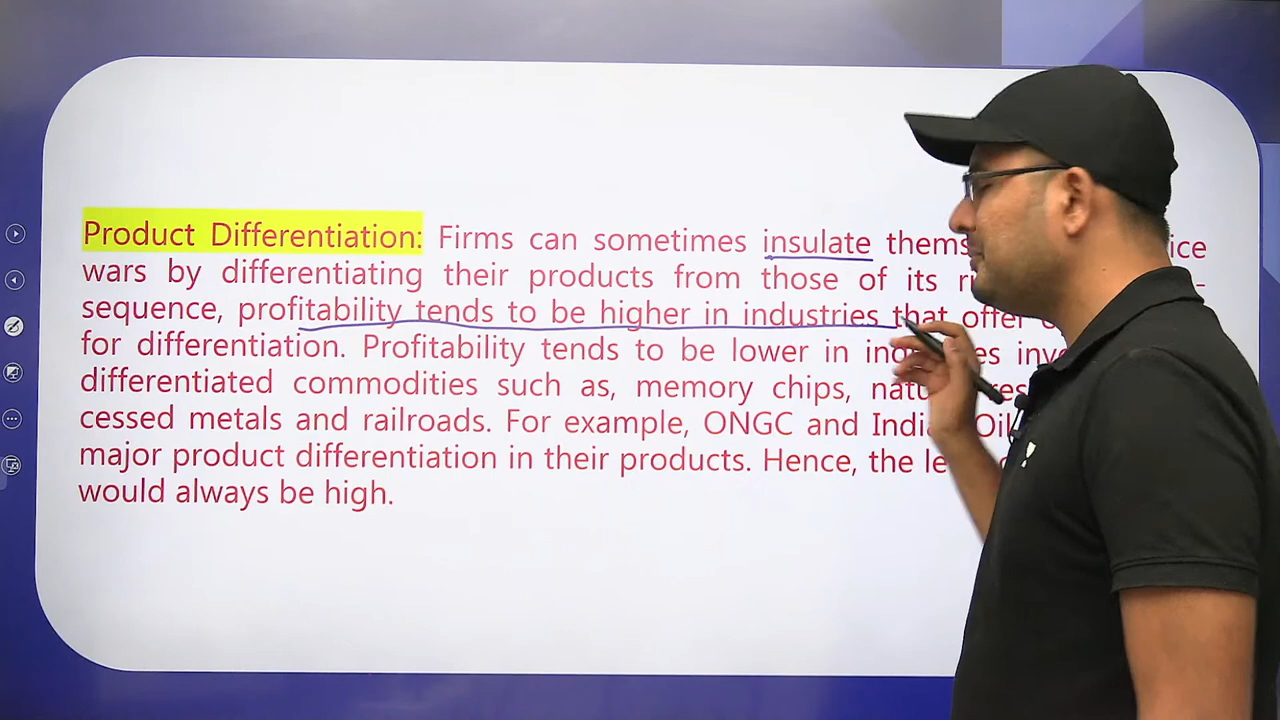 Product Differentiation: Firms can sometimes insulate thems ice
wars by differentiating their products from those of its ri -
sequence, profitability tends to be higher in industries that offer
for differentiation. Profitability tends to be lower in ind es inv
differentiated commodities such as, memory chips, natu res
cessed metals and railroads. For example, ONGC and India Oil
major product differentiation in their products. Hence, the le
would always be high.